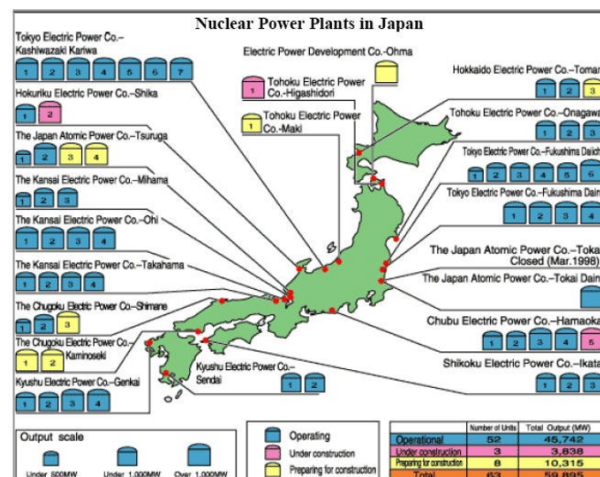 Nuclear Power Plants in Japan
Tokyo Electric Power Co.–
Kashiwazaki Kariwa
1 2 3 4 5 6 7
Hokuriku Electric Power Co.–Shika
1 2
The Japan Atomic Power Co.–Tsuruga
1 2 3 4
The Kansai Electric Power Co.–Mihama
1 2 3
The Kansai Electric Power Co.–Ohi
1 2 3 4
The Kansai Electric Power Co.–Takahama
1 2 3 4
The Chugoku Electric Power Co.–Shimane
1 2 3
The Chugoku Electric Power Co.–
Kaminoseki
1 2
Kyushu Electric Power Co.–Genkai
1 2 3 4
Electric Power Development Co.–Ohma
Tohoku Electric Power
Co.–Higashidori
1
Tohoku Electric Power
Co.–Maki
1
Kyushu Electric Power Co.–
Sendai
1 2
Hokkaido Electric Power Co.–Tomar
1 2 3
Tohoku Electric Power Co.–Onagawa
1 2 3
Tokyo Electric Power Co.–Fukushima Daiich
1 2 3 4 5 6
Tokyo Electric Power Co.–Fukushima Dain
1 2 3 4
The Japan Atomic Power Co.–Toka
Closed (Mar.1998)
The Japan Atomic Power Co.–Tokai Dain
Chubu Electric Power Co.–Hamaoka
1 2 3 4 5
Shikoku Electric Power Co.–Ikata
1 2 3
Output scale
Under 500MW Under 1,000MW Over 1,000MW
Operating
Under construction
Preparing for construction
Number of Units Total Output (MW)
Operational 52 45,742
Under construction 3 3,838
Preparing for construction 8 10,315
Total 63 59,895